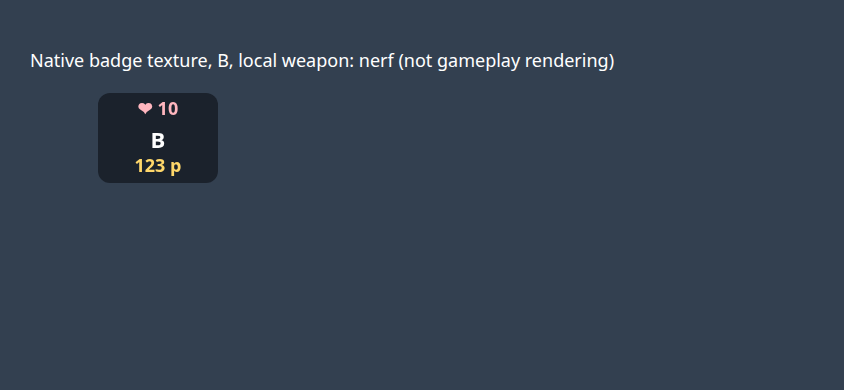 Native badge texture, B, local weapon: nerf (not gameplay rendering)
❤ 10
B
123 p